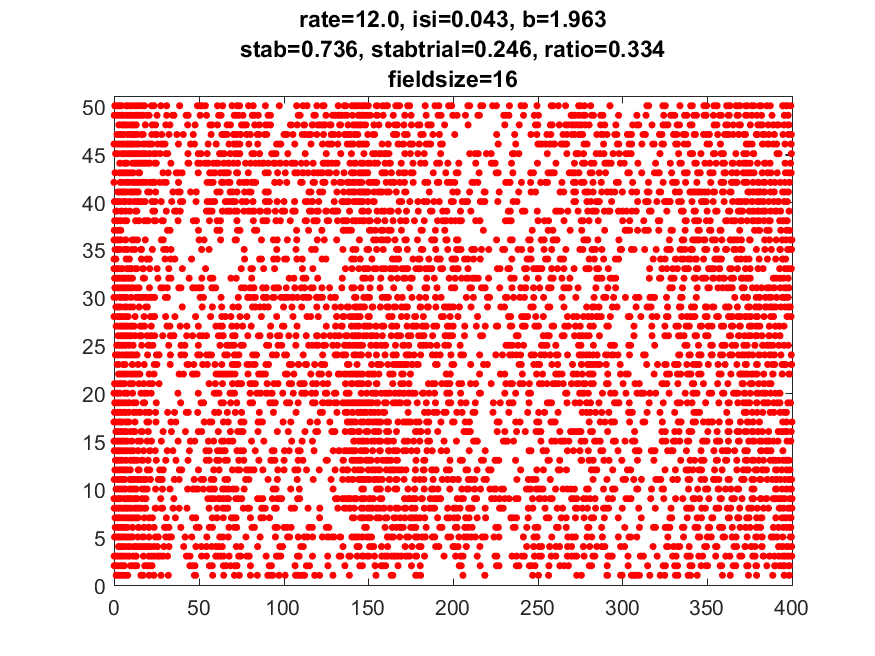 rate=12.0, isi=0.043, b=1.963
stab=0.736, stabtrial=0.246, ratio=0.334
fieldsize=16
50
45
40
35
30
25
20
15
10
5
0
0 50 100 150 200 250 300 350 400